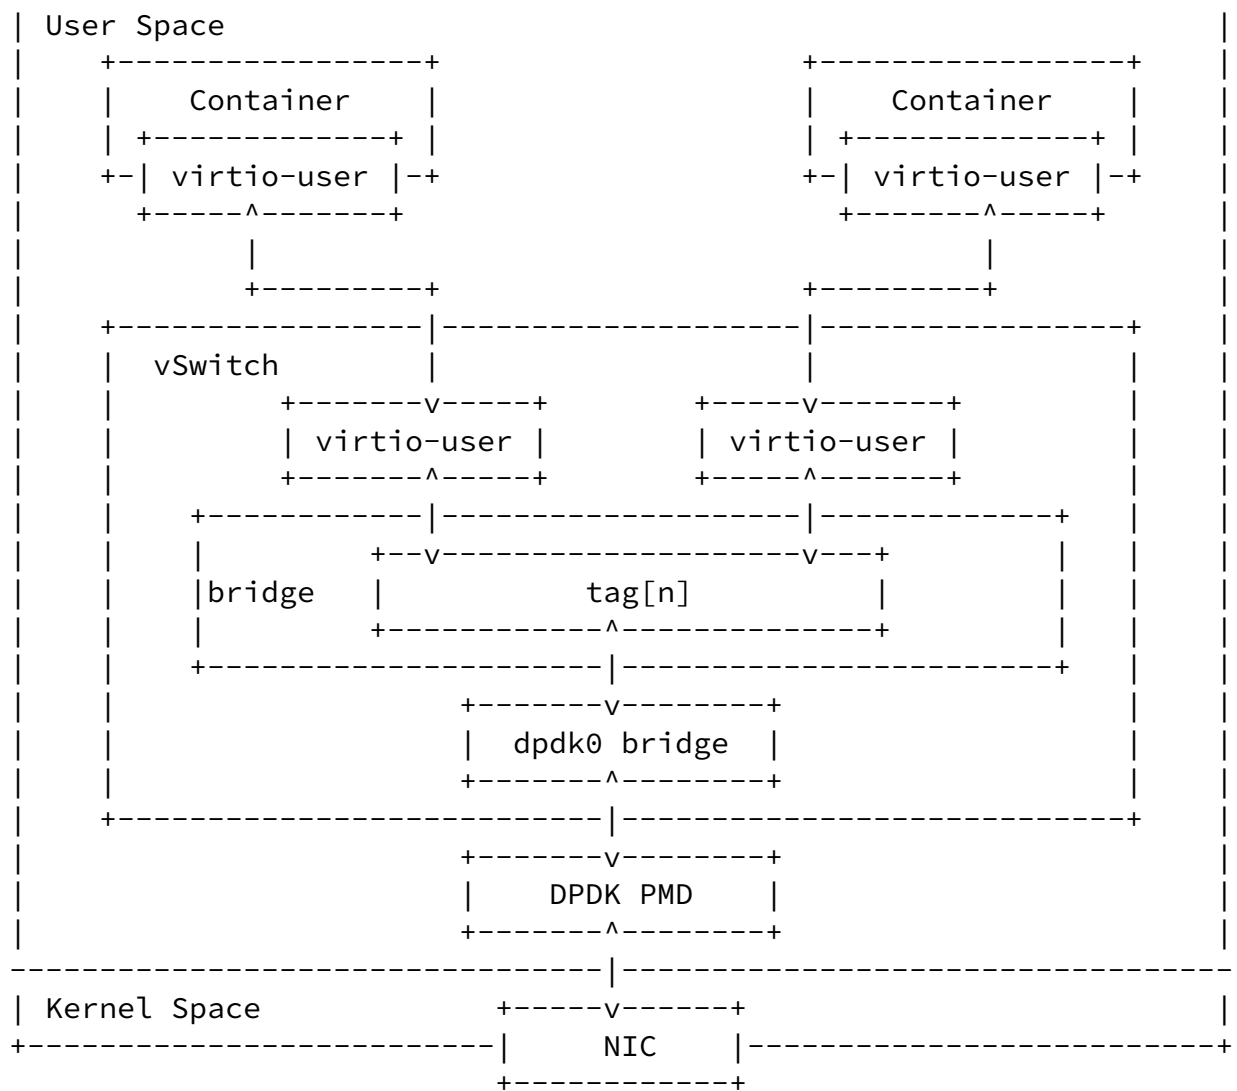 User Space
Container Container
virtio-user virtio-user
vSwitch
virtio-user virtio-user
bridge tag[n]
dpdk0 bridge
DPDK PMD
Kernel Space
NIC